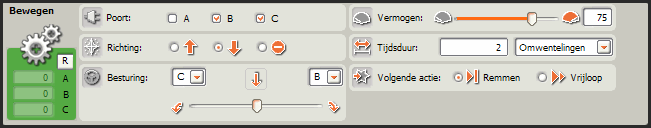 Bewegen
Poort: A B C
Vermogen: 75
R
Richting:
Tijdsduur: 2 Omwentelingen
0 A
0 B
0 C
Besturing: C B
Volgende actie: Remmen Vrijloop